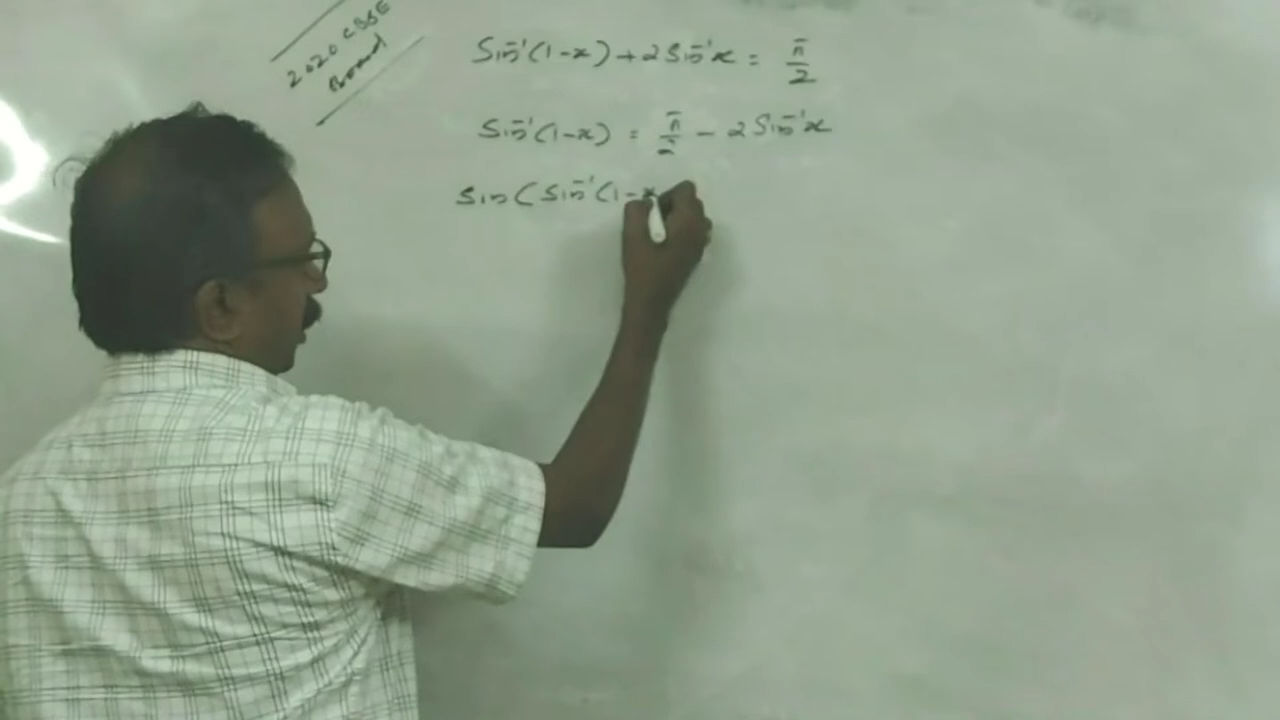 2020 CBSE
Board
Sin⁻¹(1-x) + 2 Sin⁻¹x = π/2
Sin⁻¹(1-x) = π/2 - 2 Sin⁻¹x
Sin(Sin⁻¹(1-x